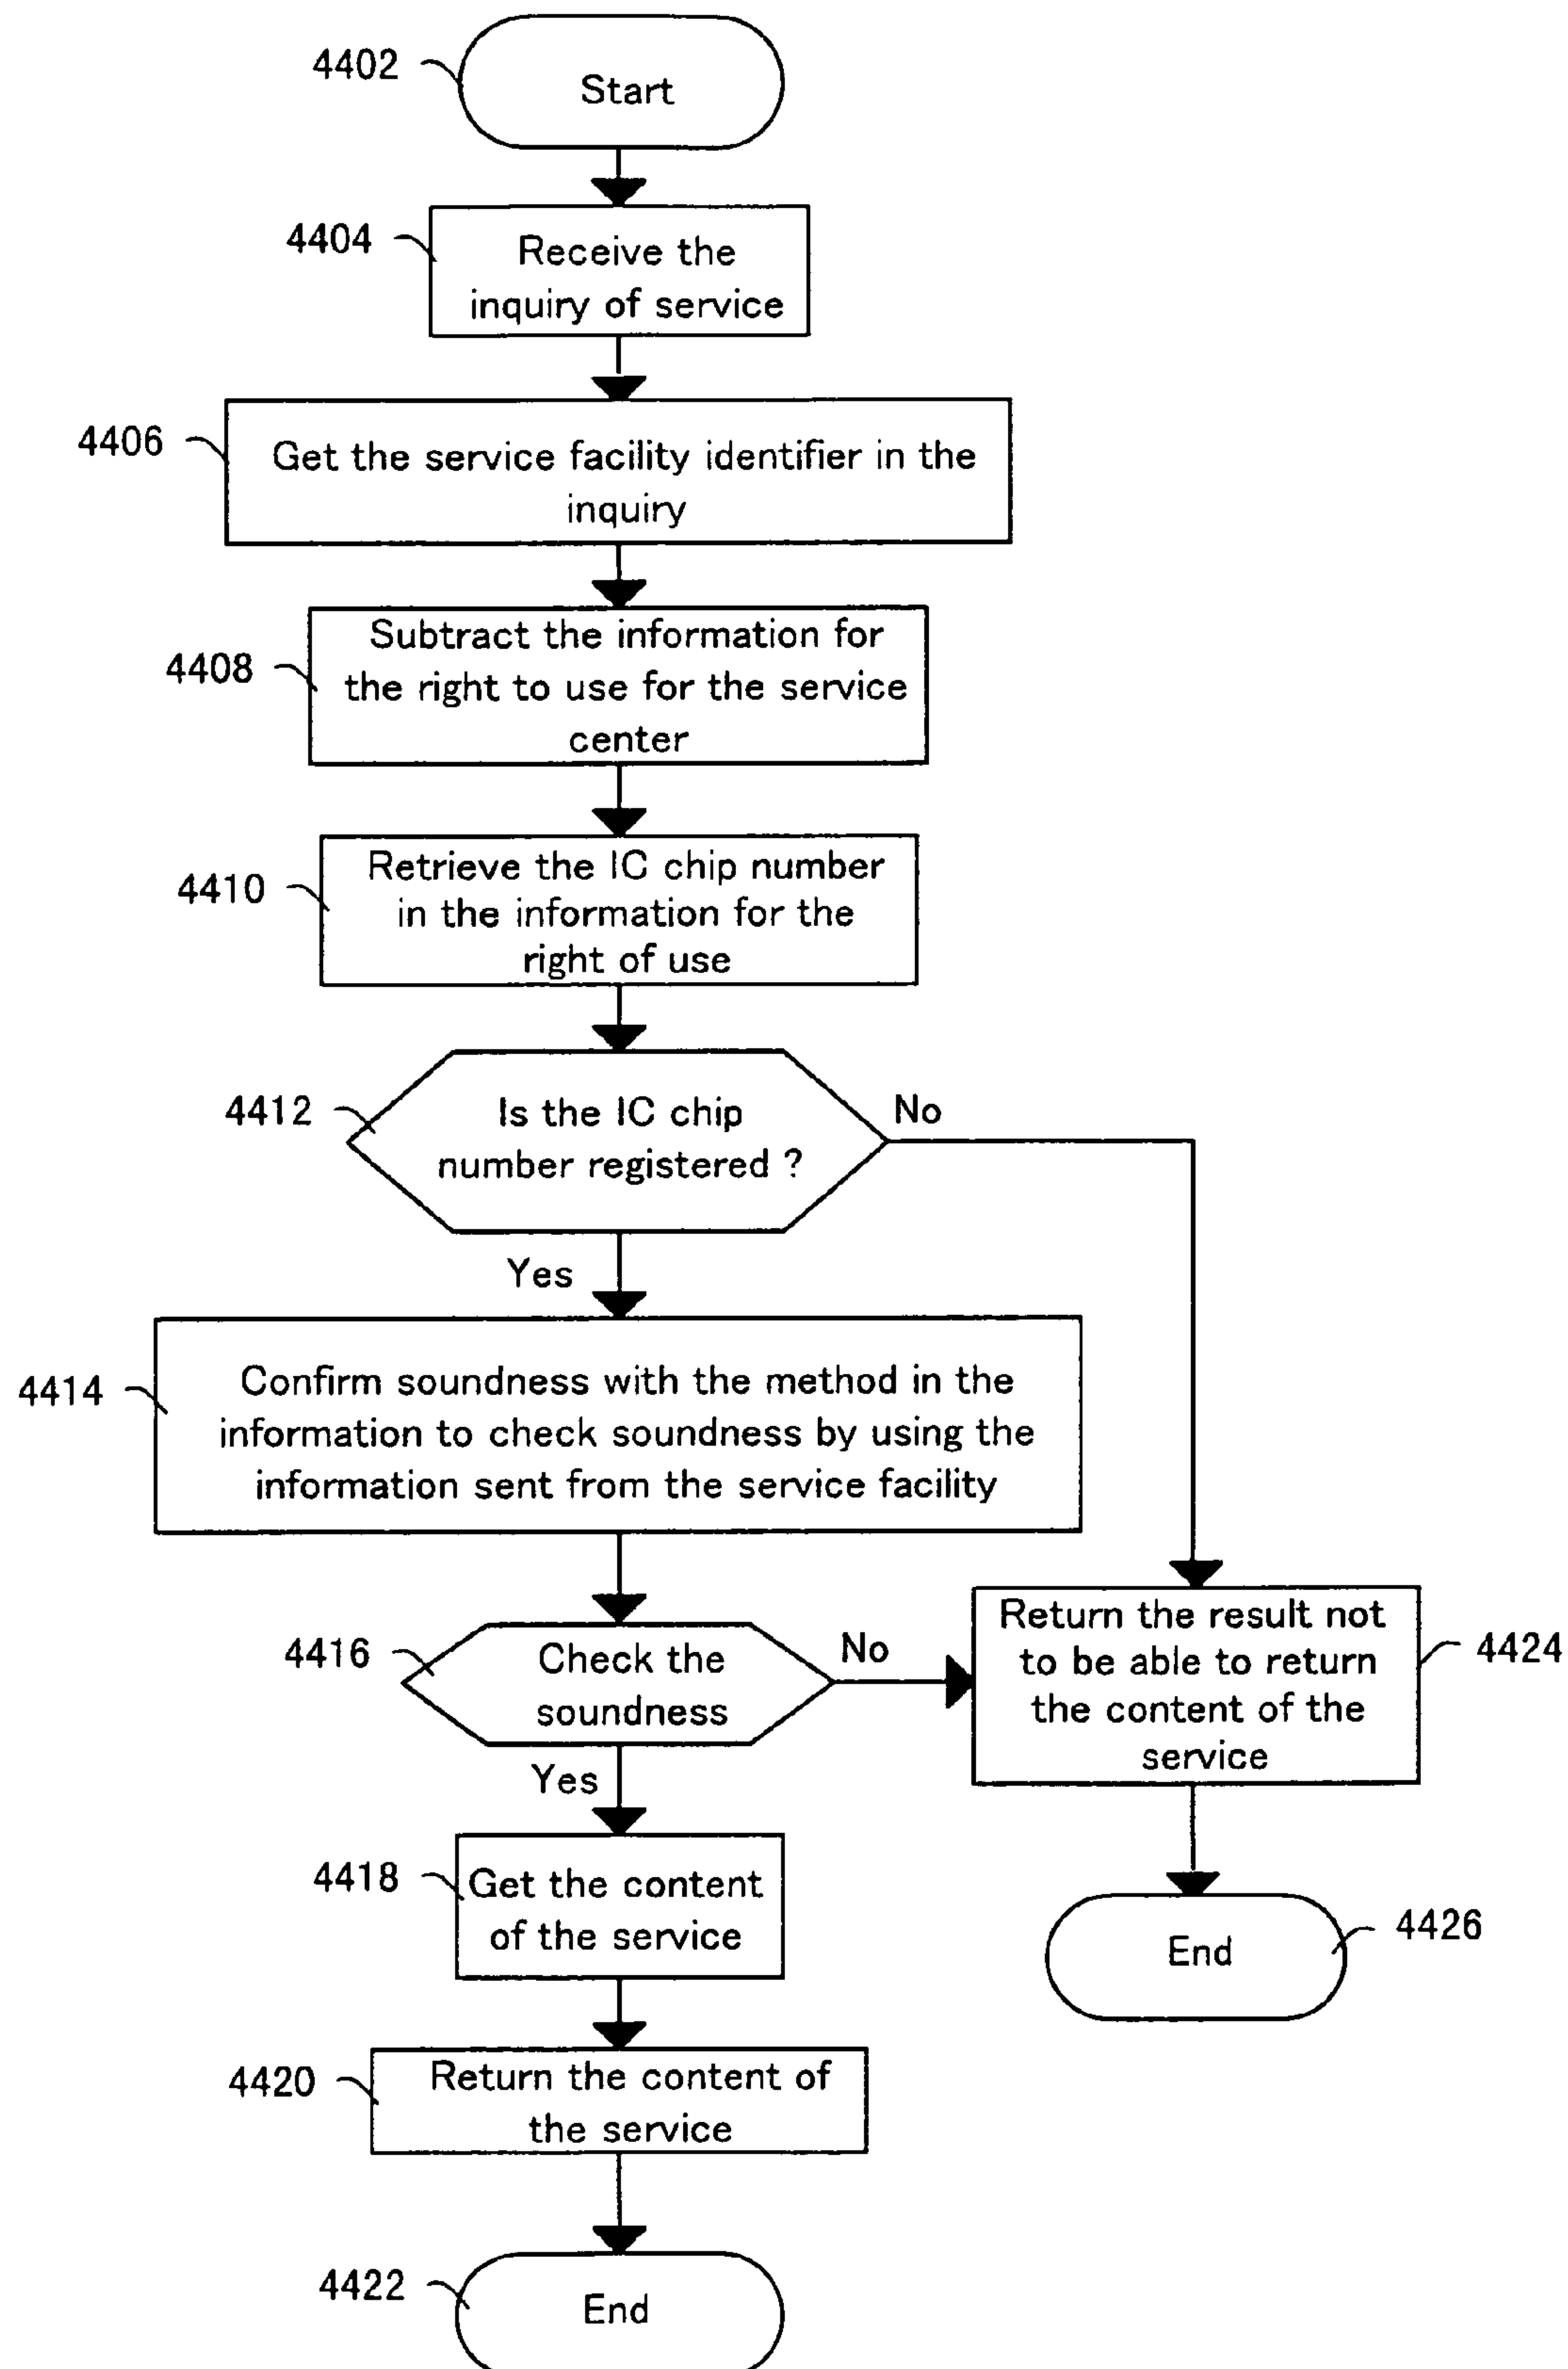 4402
Start
4404
Receive the
inquiry of service
4406
Get the service facility identifier in the
inquiry
4408
Subtract the information for
the right to use for the service
center
4410
Retrieve the IC chip number
in the information for the
right of use
4412
Is the IC chip
number registered ?
No
Yes
4414
Confirm soundness with the method in the
information to check soundness by using the
information sent from the service facility
4416
Check the
soundness
No
Yes
Return the result not
to be able to return
the content of the
service
4424
4418
Get the content
of the service
End
4426
4420
Return the content of
the service
4422
End